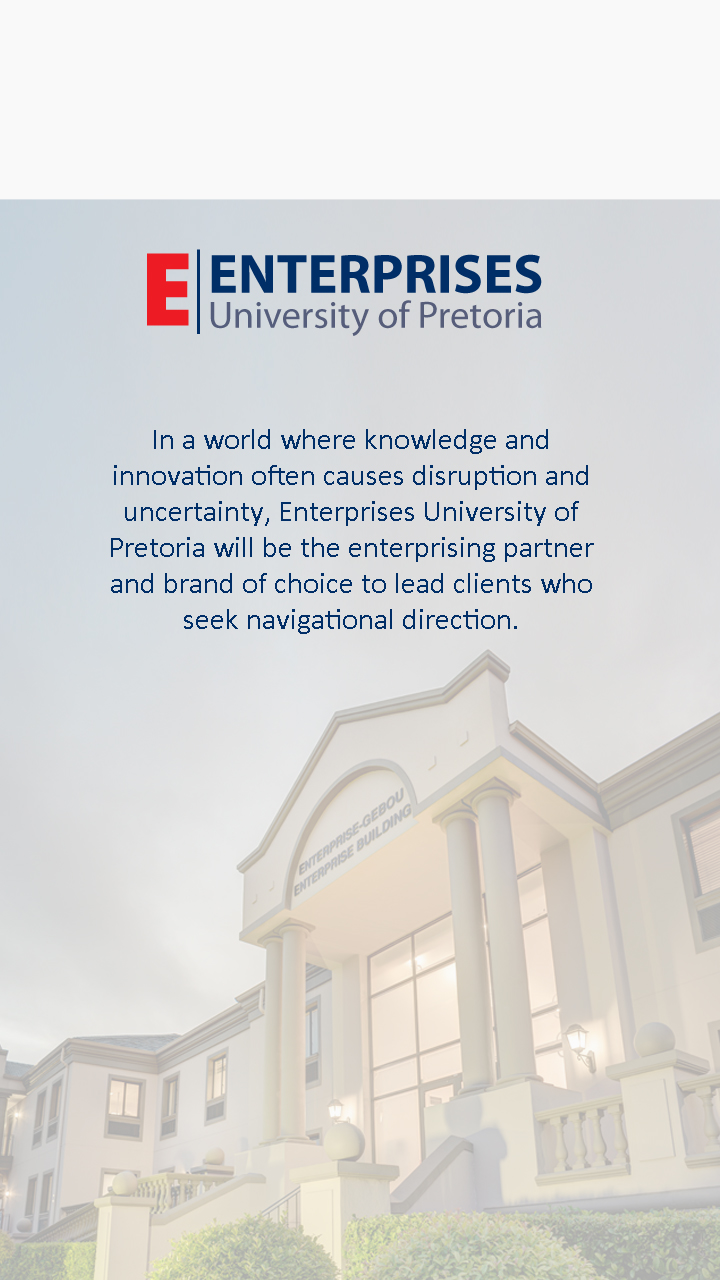 E
ENTERPRISES
University of Pretoria
In a world where knowledge and
innovation often causes disruption and
uncertainty, Enterprises University of
Pretoria will be the enterprising partner
and brand of choice to lead clients who
seek navigational direction.
ENTERPRISE-GEBOU
ENTERPRISE BUILDING